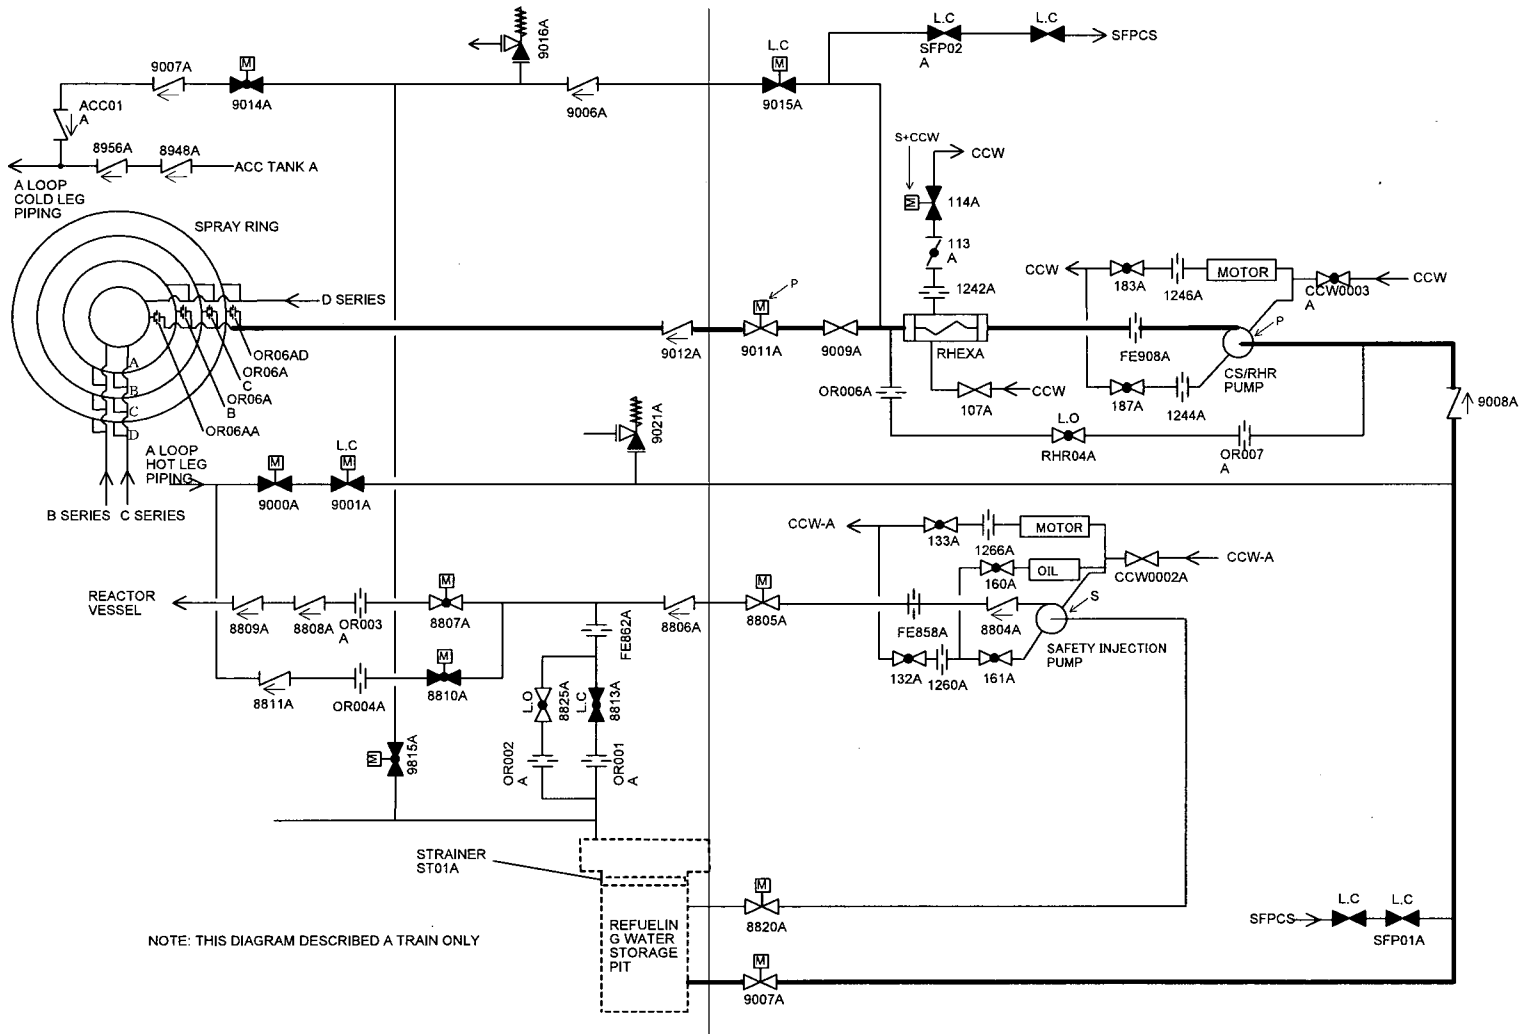 L.C
L.C
SFP02
A
SFPCS
9016A
L.C
M
9015A
9007A
M
9014A
9006A
ACC01
A
8956A
8948A
ACC TANK A
A LOOP
COLD LEG
PIPING
S+CCW
CCW
M
114A
113
A
1242A
SPRAY RING
D SERIES
P
M
9012A
9011A
9009A
RHEXA
CCW
183A
1246A
MOTOR
CCW0003
A
CCW
FE908A
P
CS/RHR
PUMP
OR06AD
OR06A
C
OR06A
B
OR06AA
A
B
C
D
OR006A
107A
CCW
187A
1244A
9008A
L.O
RHR04A
OR007
A
9021A
A LOOP
HOT LEG
PIPING
M
9000A
L.C
M
9001A
B SERIES
C SERIES
CCW-A
133A
1266A
MOTOR
160A
OIL
CCW0002A
CCW-A
S
REACTOR
VESSEL
8809A
8808A
OR003
A
M
8807A
8806A
M
8805A
FE858A
8804A
SAFETY INJECTION
PUMP
132A
1260A
161A
FE862A
8811A
OR004A
M
8810A
L.O
8825A
L.C
8813A
M
9815A
OR002
A
OR001
A
STRAINER
ST01A
REFUELIN
G WATER
STORAGE
PIT
M
8820A
M
9007A
SFPCS
L.C
L.C
SFP01A
NOTE: THIS DIAGRAM DESCRIBED A TRAIN ONLY